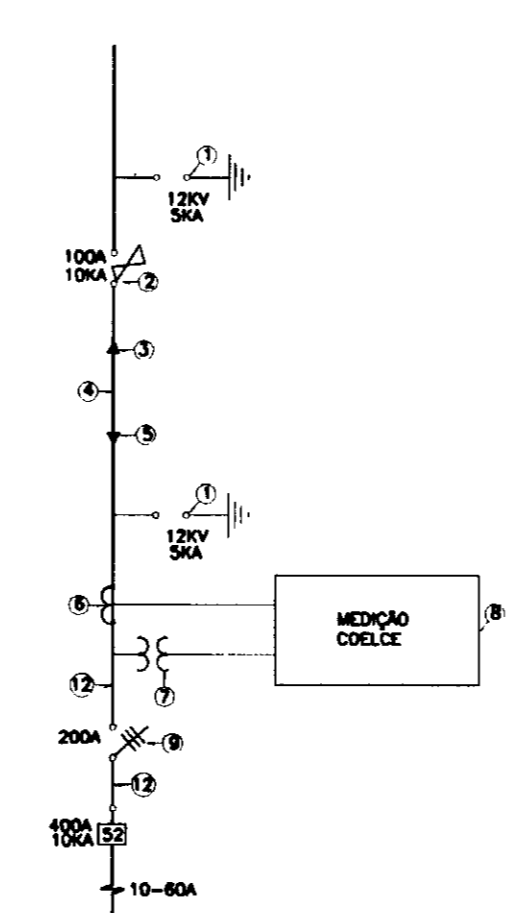 1
12KV
5KA
100A
10KA
2
3
4
5
1
12KV
5KA
6
MEDIÇÃO
COELCE
8
7
12
200A
9
12
400A
10KA
52
10-60A